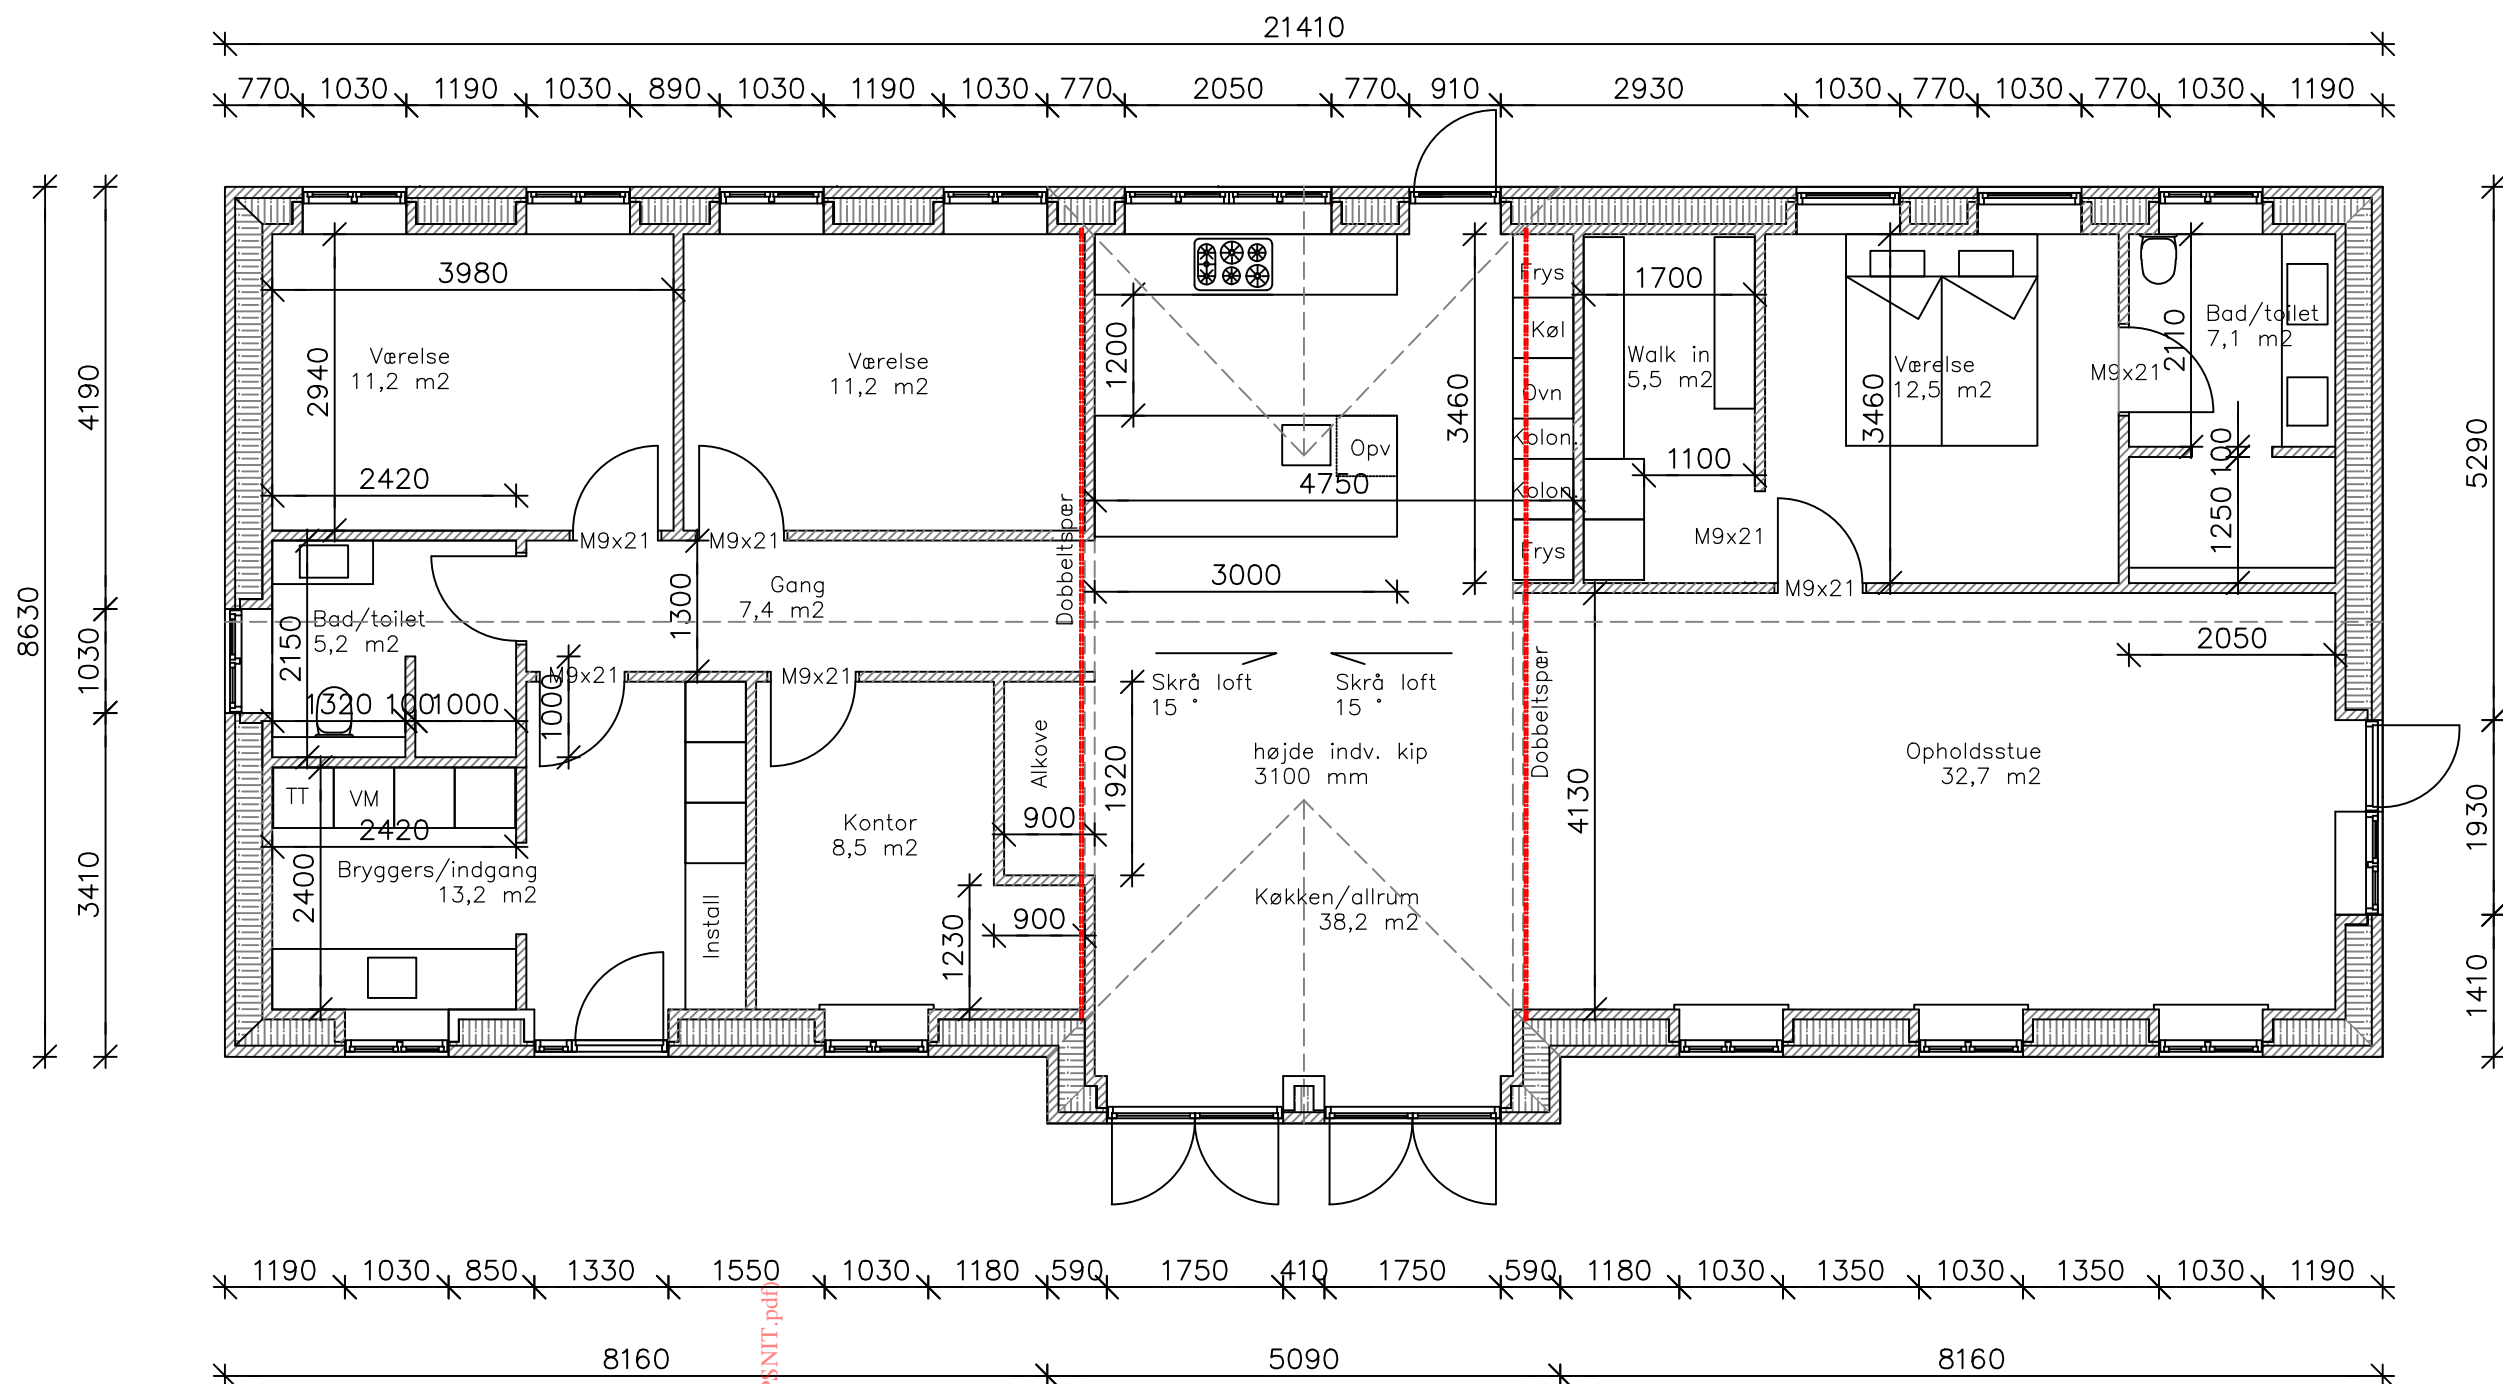 21410
770 1030 1190 1030 890 1030 1190 1030 770 2050 770 910 2930 1030 770 1030 770 1030 1190
8630
4190
1030
3410
5290
1930
1410
3980
2940
2420
Værelse
11,2 m2
Værelse
11,2 m2
M9x21
M9x21
1200
Opv
4750
3460
3000
Frys
Køl
Ovn
Kolon.
Kolon.
Frys
1700
Walk in
5,5 m2
1100
M9x21
3460
Værelse
12,5 m2
M9x21
M9x21
2110
Bad/toilet
7,1 m2
100
1250
2050
Bad/toilet
5,2 m2
2150
1320 100 1000
1000
M9x21
Gang
7,4 m2
1300
M9x21
Dobbeltspær
Dobbeltspær
Skrå loft
15 °
Skrå loft
15 °
højde indv. kip
3100 mm
Køkken/allrum
38,2 m2
Alkove
1920
900
900
1230
Kontor
8,5 m2
TT
VM
2420
2400
Bryggers/indgang
13,2 m2
Install
4130
Opholdsstue
32,7 m2
1190 1030 850 1330 1550 1030 1180 590 1750 410 1750 590 1180 1030 1350 1030 1350 1030 1190
8160 5090 8160
SNIT.pdf)